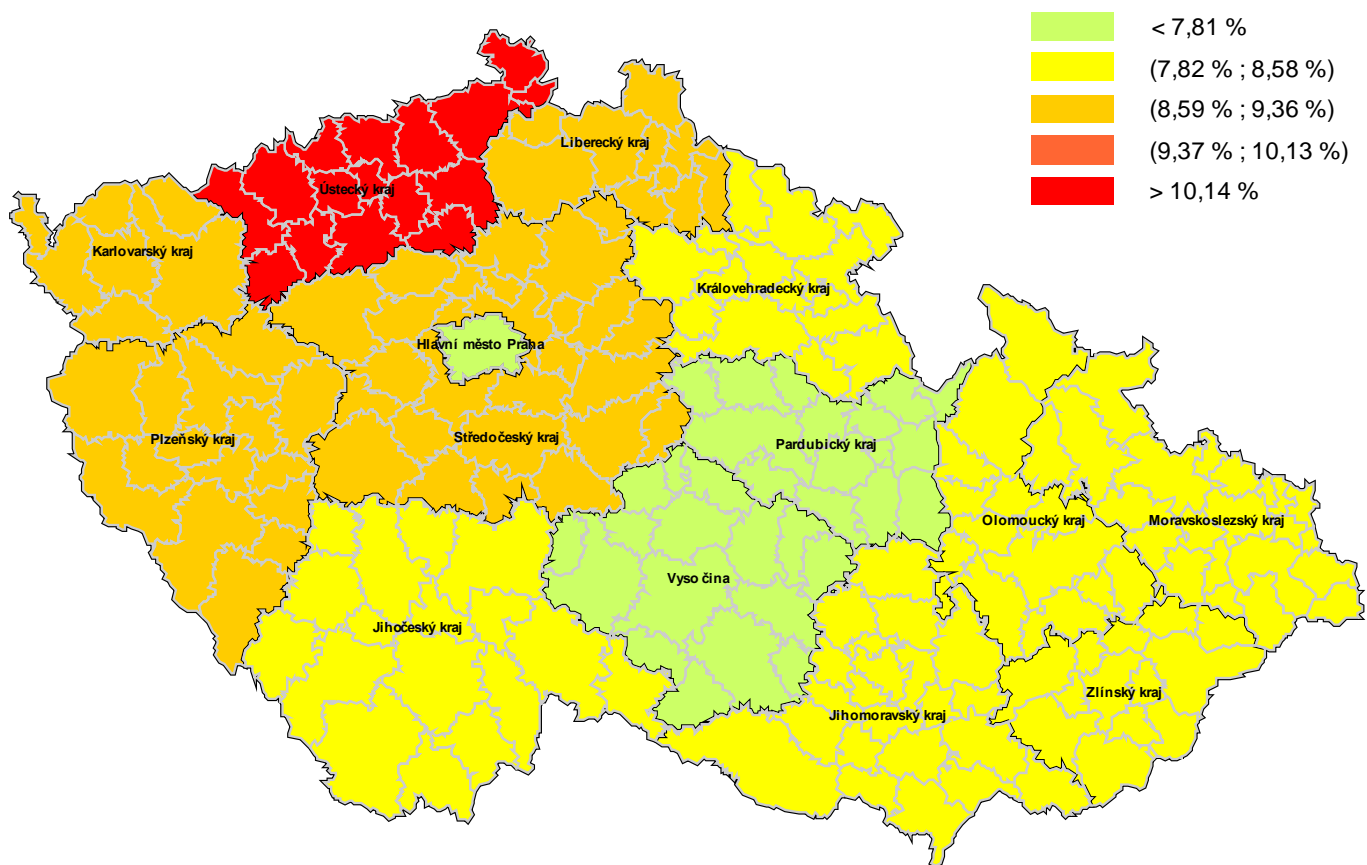 < 7,81 %
(7,82 % ; 8,58 %)
(8,59 % ; 9,36 %)
(9,37 % ; 10,13 %)
> 10,14 %
Liberecký kraj
Ústecký kraj
Karlovarský kraj
Královehradecký kraj
Hlavní město Praha
Plzeňský kraj
Středočeský kraj
Pardubický kraj
Olomoucký kraj
Moravskoslezský kraj
Vyso čina
Jihočeský kraj
Zlínský kraj
Jihomoravský kraj